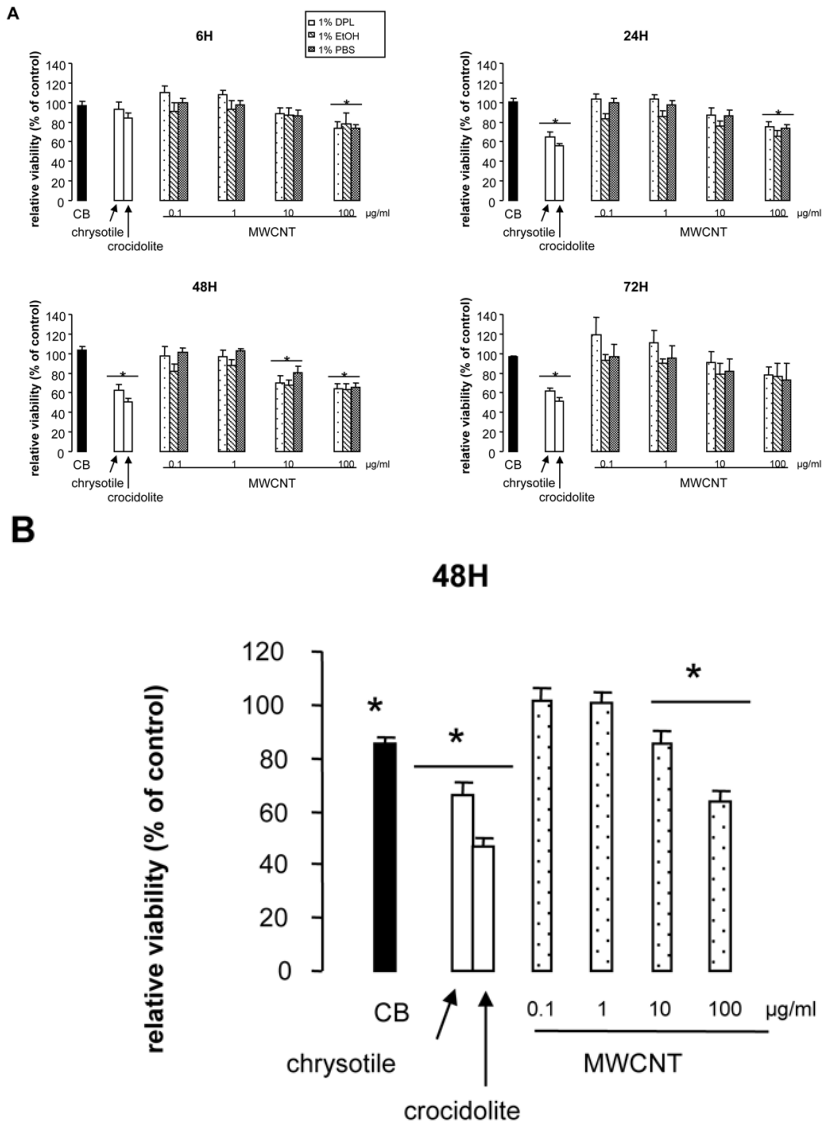 A
6H
1% DPL
1% EtOH
1% PBS
24H
relative viability (% of control)
140
120
100
80
60
40
20
0
*
CB
chrysotile
crocidolite
0.1 1 10 100 µg/ml
MWCNT
relative viability (% of control)
140
120
100
80
60
40
20
0
* *
CB
chrysotile
crocidolite
0.1 1 10 100 µg/ml
MWCNT
48H
72H
relative viability (% of control)
140
120
100
80
60
40
20
0
* * *
CB
chrysotile
crocidolite
0.1 1 10 100 µg/ml
MWCNT
relative viability (% of control)
140
120
100
80
60
40
20
0
*
CB
chrysotile
crocidolite
0.1 1 10 100 µg/ml
MWCNT
B
48H
relative viability (% of control)
120
100
80
60
40
20
0
* * *
CB
chrysotile
crocidolite
0.1 1 10 100 µg/ml
MWCNT